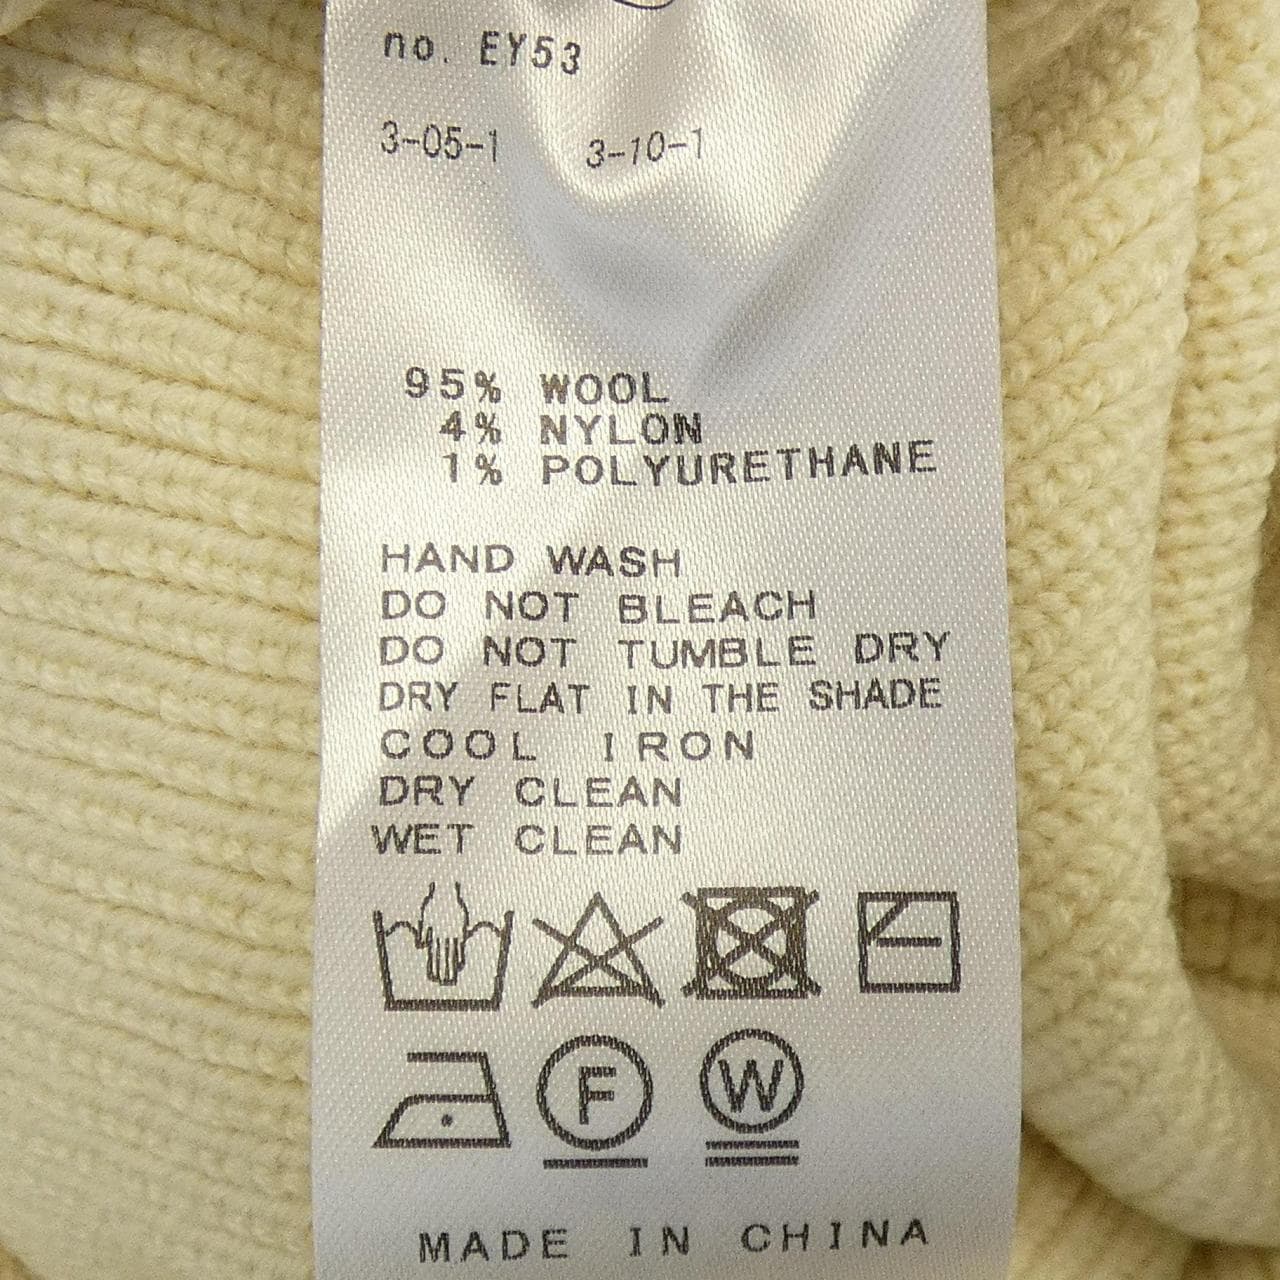 no. EY53
3-05-1 3-10-1
95% WOOL
4% NYLON
1% POLYURETHANE
HAND WASH
DO NOT BLEACH
DO NOT TUMBLE DRY
DRY FLAT IN THE SHADE
COOL IRON
DRY CLEAN
WET CLEAN
F W
MADE IN CHINA